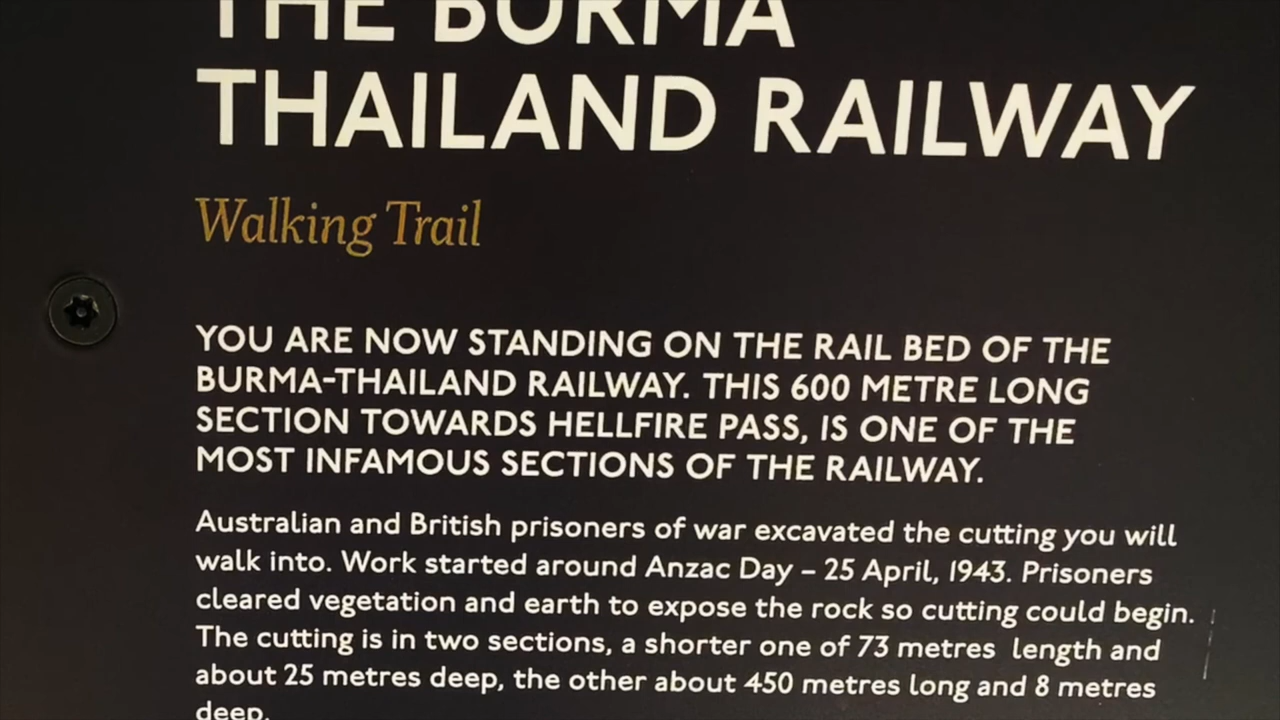 THE BURMA
THAILAND RAILWAY
Walking Trail
YOU ARE NOW STANDING ON THE RAIL BED OF THE
BURMA-THAILAND RAILWAY. THIS 600 METRE LONG
SECTION TOWARDS HELLFIRE PASS, IS ONE OF THE
MOST INFAMOUS SECTIONS OF THE RAILWAY.
Australian and British prisoners of war excavated the cutting you will
walk into. Work started around Anzac Day – 25 April, 1943. Prisoners
cleared vegetation and earth to expose the rock so cutting could begin.
The cutting is in two sections, a shorter one of 73 metres length and
about 25 metres deep, the other about 450 metres long and 8 metres
deep.